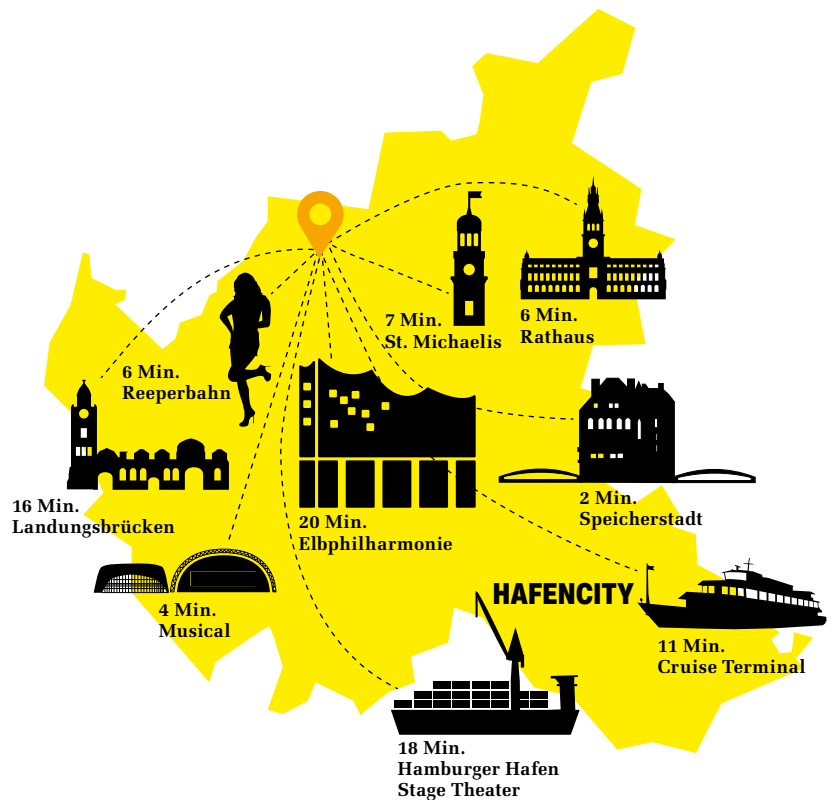 7 Min.
St. Michaelis
6 Min.
Rathaus
6 Min.
Reeperbahn
16 Min.
Landungsbrücken
20 Min.
Elbphilharmonie
2 Min.
Speicherstadt
4 Min.
Musical
HAFENCITY
11 Min.
Cruise Terminal
18 Min.
Hamburger Hafen
Stage Theater